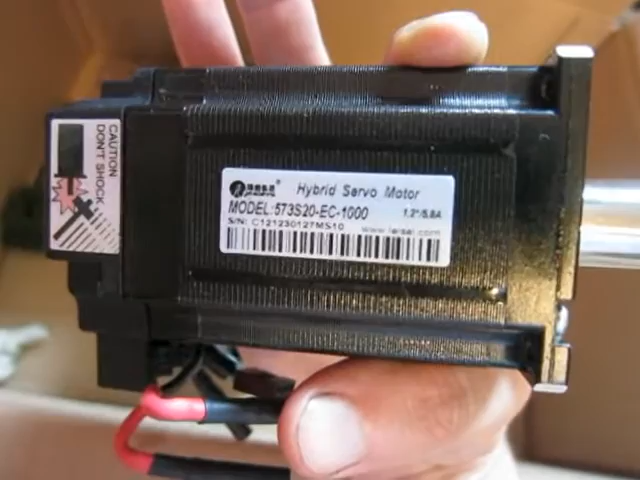 CAUTION
DON'T SHOCK
Hybrid Servo Motor
MODEL:573S20-EC-1000 1.2°/5.8A
S/N: C121230127MS10 www.leisai.com